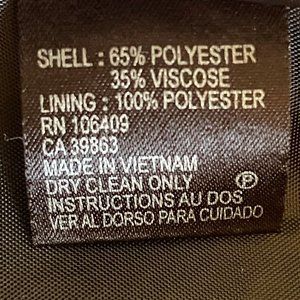 SHELL : 65% POLYESTER
35% VISCOSE
LINING : 100% POLYESTER
RN 106409
CA 39863
MADE IN VIETNAM
DRY CLEAN ONLY P
INSTRUCTIONS AU DOS
VER AL DORSO PARA CUIDADO